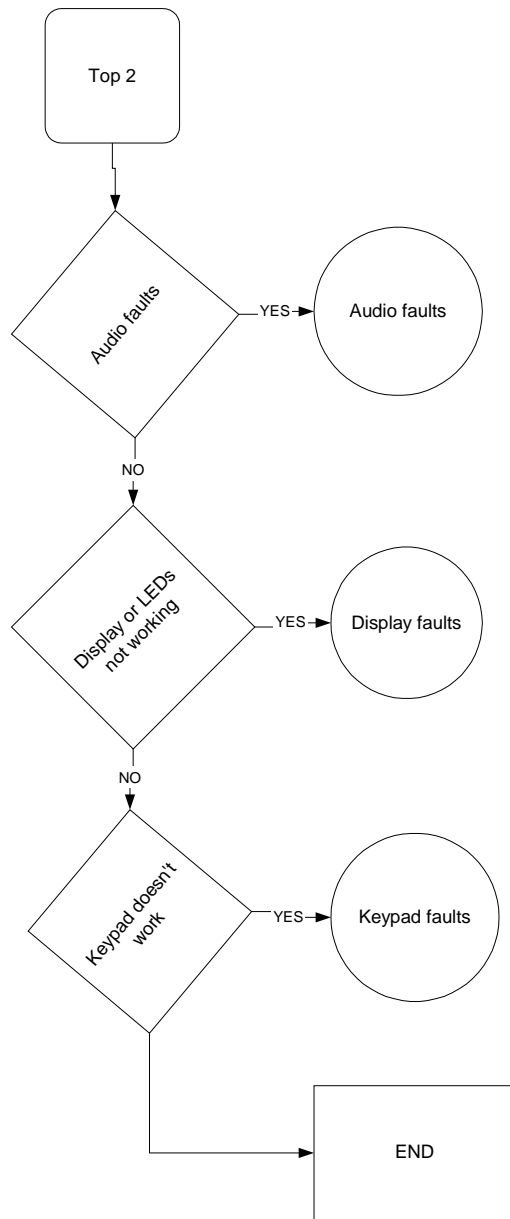 Top 2
Audio faults
YES
Audio faults
NO
Display or LEDs
not working
YES
Display faults
NO
Keypad doesn't
work
YES
Keypad faults
END